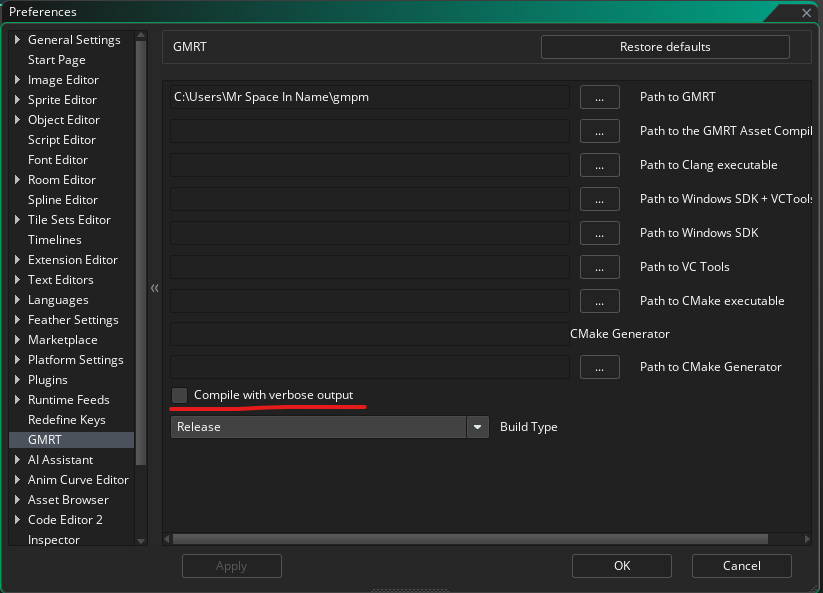 Preferences
General Settings
Start Page
Image Editor
Sprite Editor
Object Editor
Script Editor
Font Editor
Room Editor
Spline Editor
Tile Sets Editor
Timelines
Extension Editor
Text Editors
Languages
Feather Settings
Marketplace
Platform Settings
Plugins
Runtime Feeds
Redefine Keys
GMRT
AI Assistant
Anim Curve Editor
Asset Browser
Code Editor 2
Inspector
GMRT
Restore defaults
C:\Users\Mr Space In Name\gmpm ... Path to GMRT
... Path to the GMRT Asset Compil
... Path to Clang executable
... Path to Windows SDK + VCTools
... Path to Windows SDK
... Path to VC Tools
... Path to CMake executable
CMake Generator
... Path to CMake Generator
Compile with verbose output
Release Build Type
Apply OK Cancel